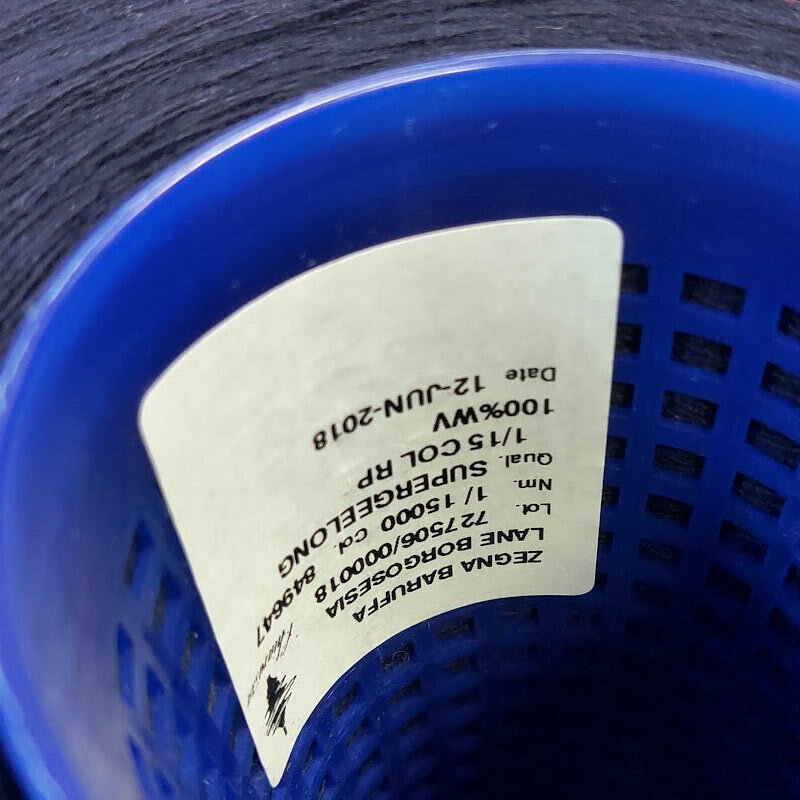 ZEGNA BARUFFA
LANE BORGOSESIA
Lot. 727506/000018
Nm. 1/ 15000 Col. 849647
Qual. SUPERGEELONG
1/15 COL RP
100%WV
Date 12-JUN-2018